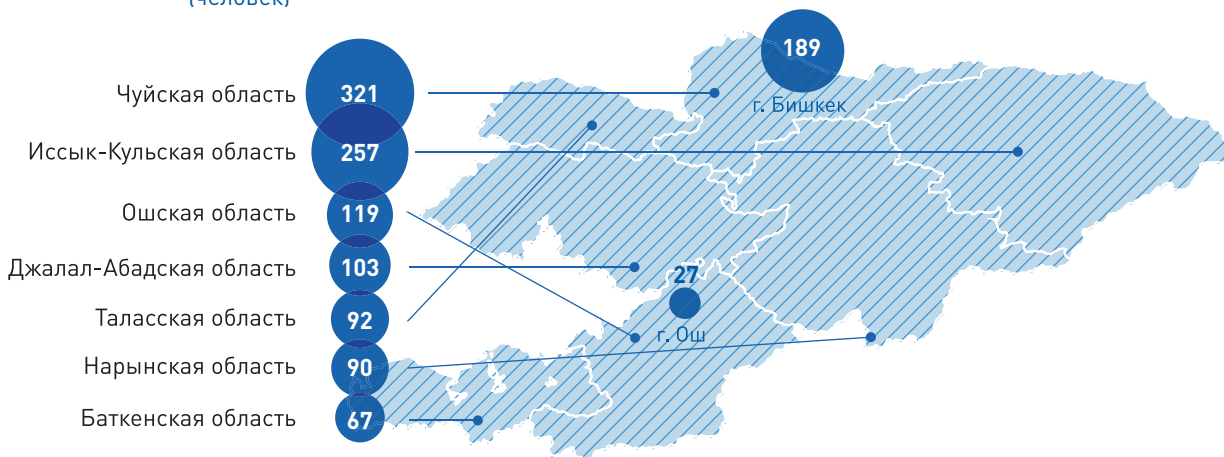 (человек)
189
г. Бишкек
Чуйская область 321
Иссык-Кульская область 257
Ошская область 119
Джалал-Абадская область 103
27
г. Ош
Таласская область 92
Нарынская область 90
Баткенская область 67